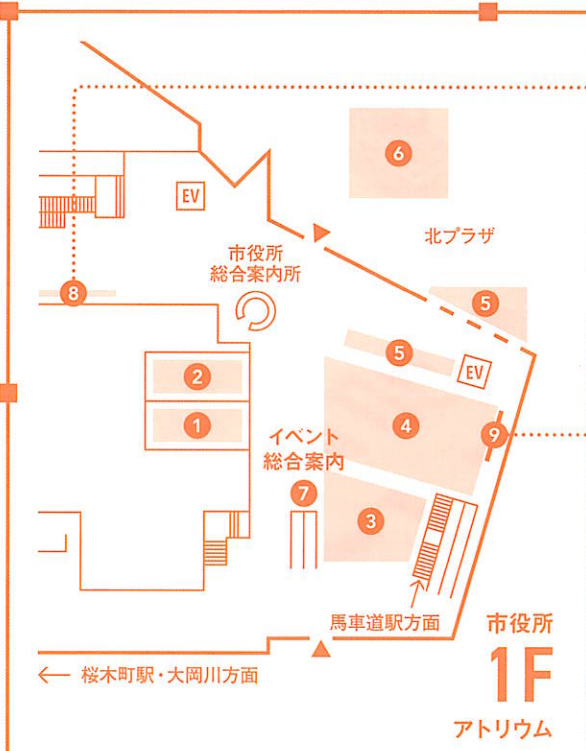 6
EV
北プラザ
市役所
総合案内所
8
5
5
EV
2
1
イベント
総合案内
4
9
7
3
馬車道駅方面
市役所
1F
アトリウム
← 桜木町駅・大岡川方面